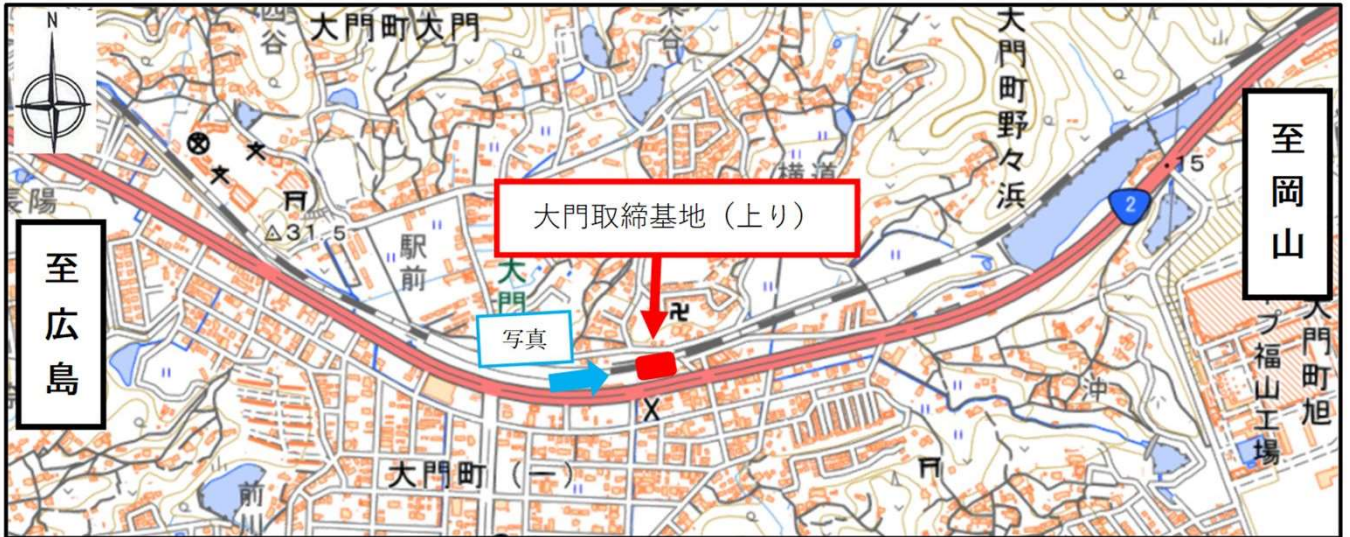 N
大門町大門
大門町野々浜
至岡山
15
2
横道
大門取締基地（上り）
31.5
駅前
長陽
至広島
大門
写真
大門町旭
プ福山工場
沖
大門町（一）
前川